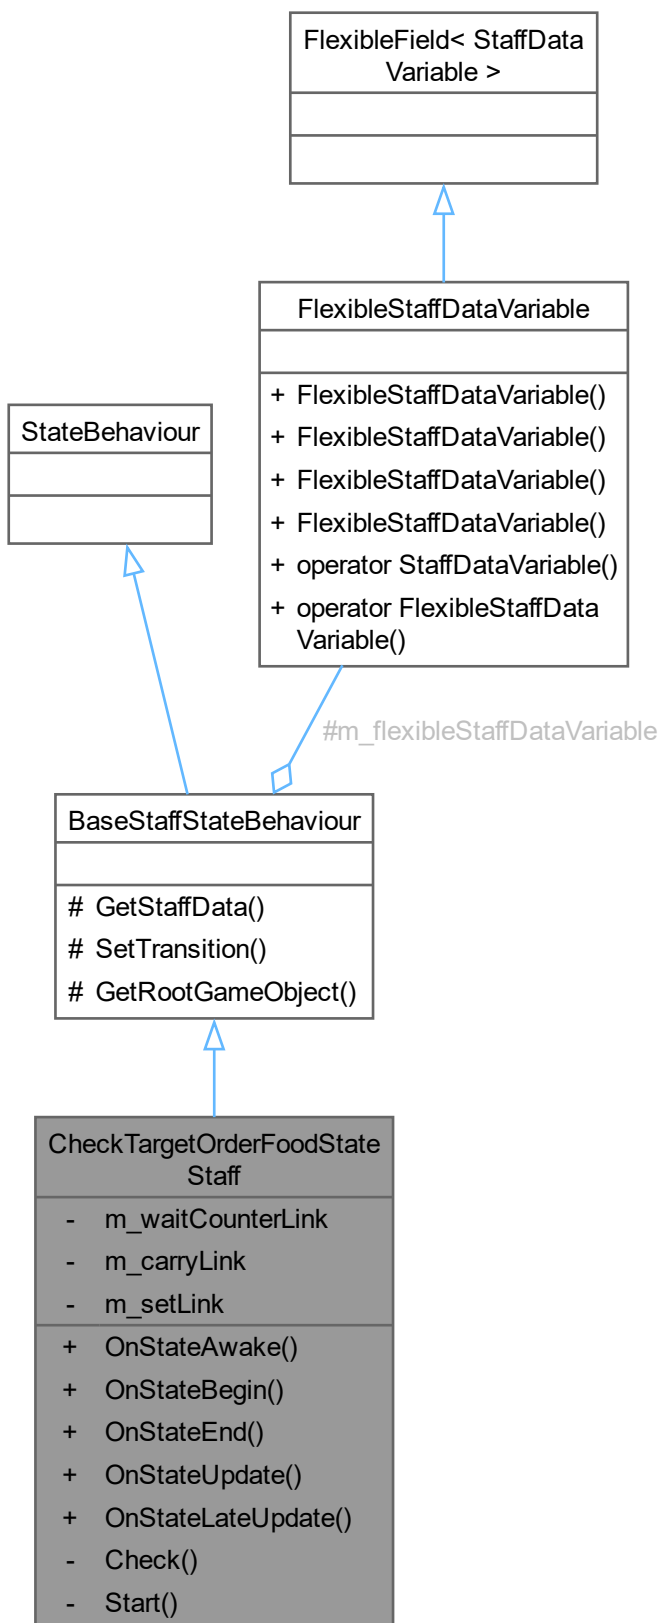 FlexibleField< StaffData
Variable >
FlexibleStaffDataVariable
+ FlexibleStaffDataVariable()
+ FlexibleStaffDataVariable()
+ FlexibleStaffDataVariable()
+ FlexibleStaffDataVariable()
+ operator StaffDataVariable()
+ operator FlexibleStaffData
Variable()
StateBehaviour
#m_flexibleStaffDataVariable
BaseStaffStateBehaviour
# GetStaffData()
# SetTransition()
# GetRootGameObject()
CheckTargetOrderFoodState
Staff
- m_waitCounterLink
- m_carryLink
- m_setLink
+ OnStateAwake()
+ OnStateBegin()
+ OnStateEnd()
+ OnStateUpdate()
+ OnStateLateUpdate()
- Check()
- Start()